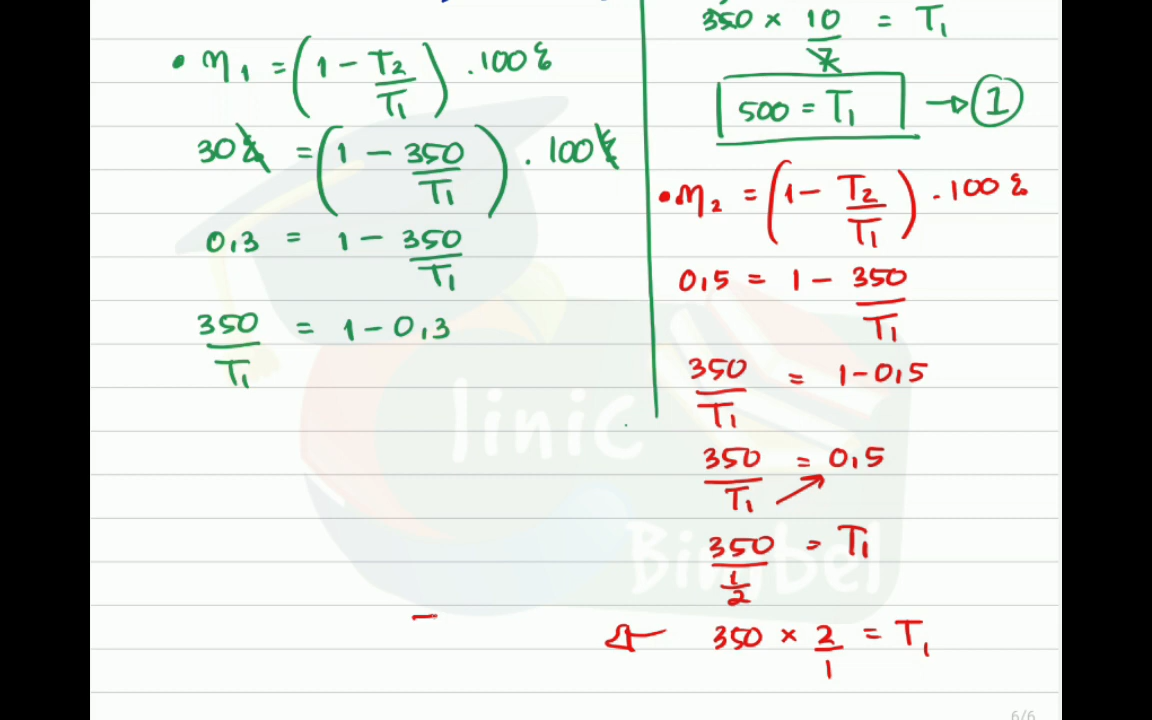 • η1 = (1 - T2/T1) . 100%
30% = (1 - 350/T1) . 100%
0,3 = 1 - 350/T1
350/T1 = 1 - 0,3
350 × 10/7 = T1
500 = T1 → 1
• η2 = (1 - T2/T1) . 100%
0,5 = 1 - 350/T1
350/T1 = 1 - 0,5
350/T1 = 0,5
350/(1/2) = T1
350 × 2/1 = T1
linic
Bimbel
6/6